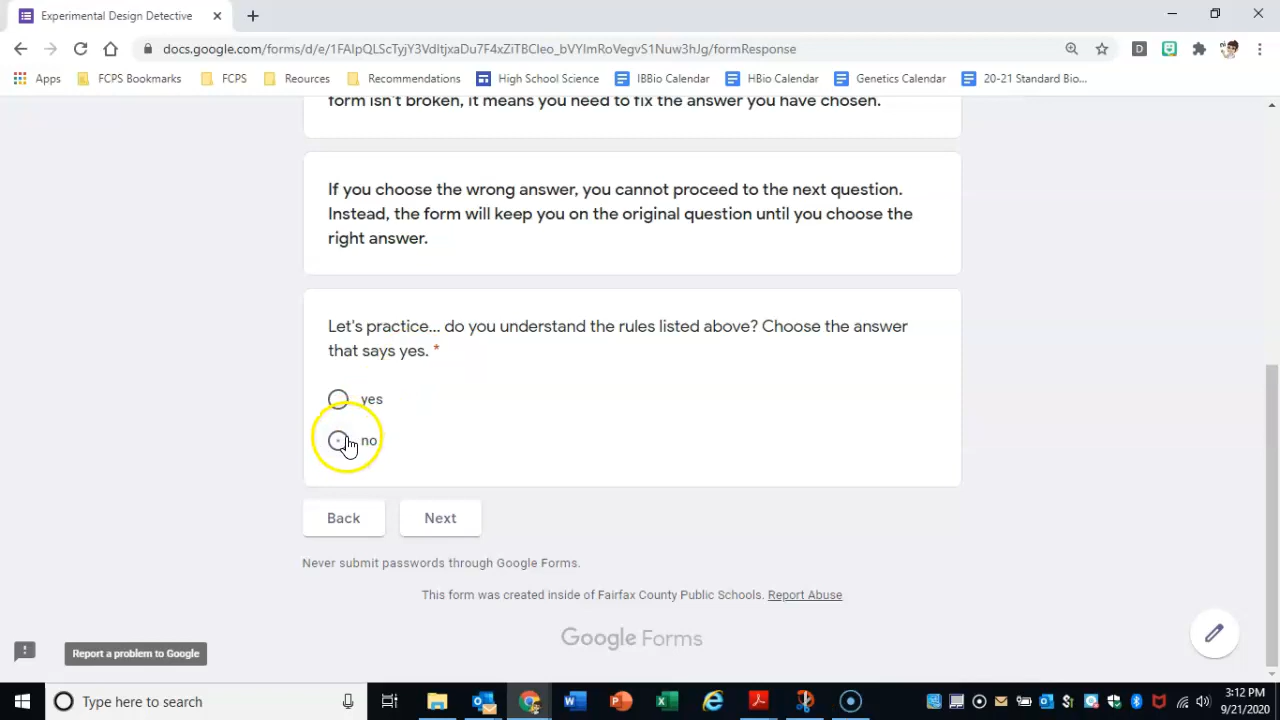 Experimental Design Detective
docs.google.com/forms/d/e/1FAIpQLScTyjY3VdItjxaDu7F4xZiTBCIeo_bVYImRoVegvS1Nuw3hJg/formResponse
Apps FCPS Bookmarks FCPS Reources Recommendations High School Science IBBio Calendar HBio Calendar Genetics Calendar 20-21 Standard Bio...
form isn't broken, it means you need to fix the answer you have chosen.
If you choose the wrong answer, you cannot proceed to the next question.
Instead, the form will keep you on the original question until you choose the
right answer.
Let's practice... do you understand the rules listed above? Choose the answer
that says yes. *
yes
no
Back Next
Never submit passwords through Google Forms.
This form was created inside of Fairfax County Public Schools. Report Abuse
Google Forms
Report a problem to Google
Type here to search
3:12 PM
9/21/2020